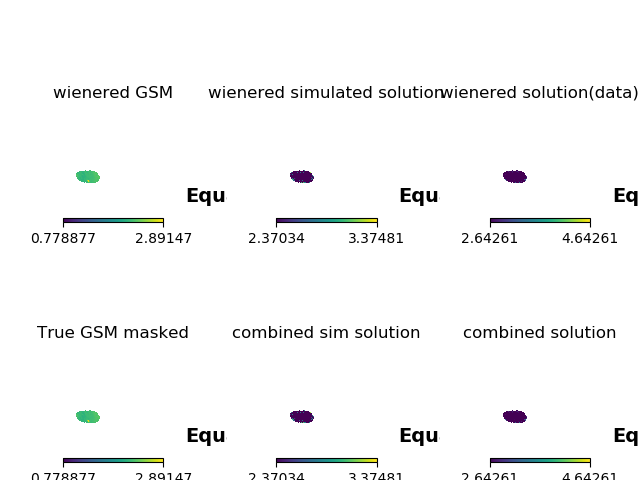 wienered GSM wienered simulated solution wienered solution(data)
Equ Equ Eq
0.778877 2.89147 2.37034 3.37481 2.64261 4.64261
True GSM masked combined sim solution combined solution
Equ Equ Eq
0.778877 2.89147 2.37034 3.37481 2.64261 4.64261